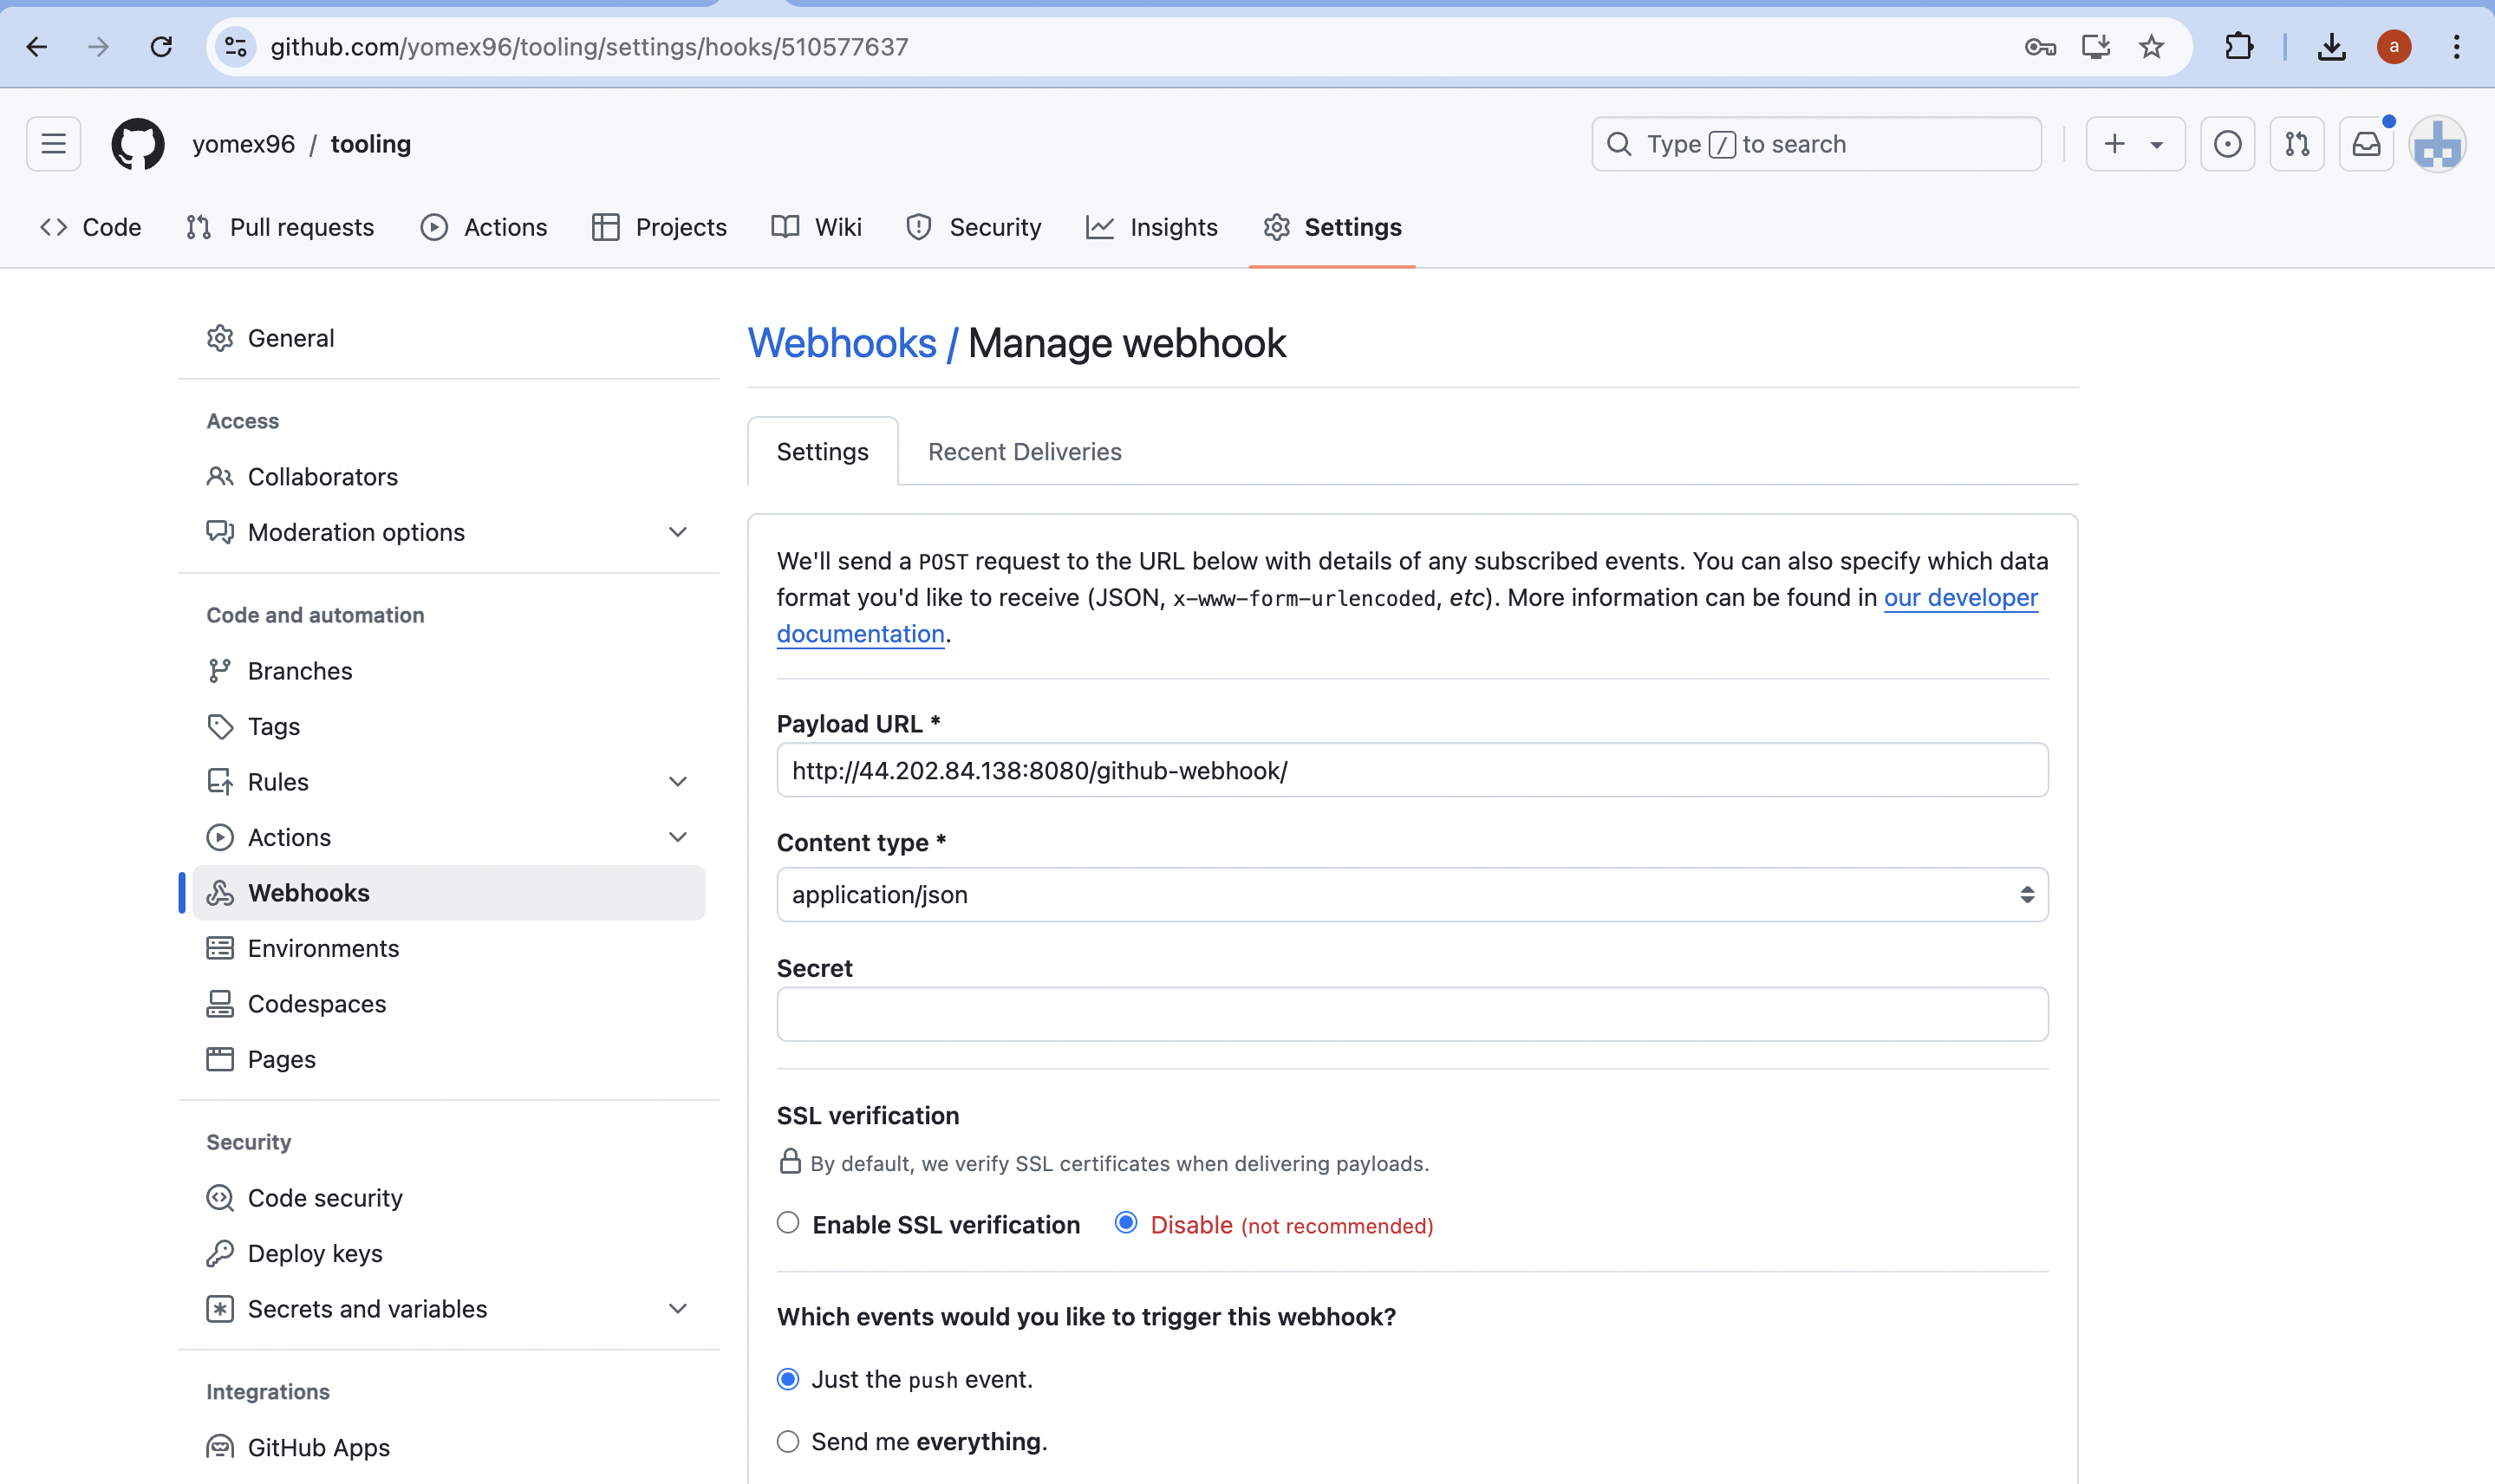 github.com/yomex96/tooling/settings/hooks/510577637
a
yomex96 / tooling
Type / to search
Code
Pull requests
Actions
Projects
Wiki
Security
Insights
Settings
General
Access
Collaborators
Moderation options
Code and automation
Branches
Tags
Rules
Actions
Webhooks
Environments
Codespaces
Pages
Security
Code security
Deploy keys
Secrets and variables
Integrations
GitHub Apps
Webhooks / Manage webhook
Settings
Recent Deliveries
We'll send a POST request to the URL below with details of any subscribed events. You can also specify which data
format you'd like to receive (JSON, x-www-form-urlencoded, etc). More information can be found in our developer
documentation.
Payload URL *
http://44.202.84.138:8080/github-webhook/
Content type *
application/json
Secret
SSL verification
By default, we verify SSL certificates when delivering payloads.
Enable SSL verification
Disable (not recommended)
Which events would you like to trigger this webhook?
Just the push event.
Send me everything.